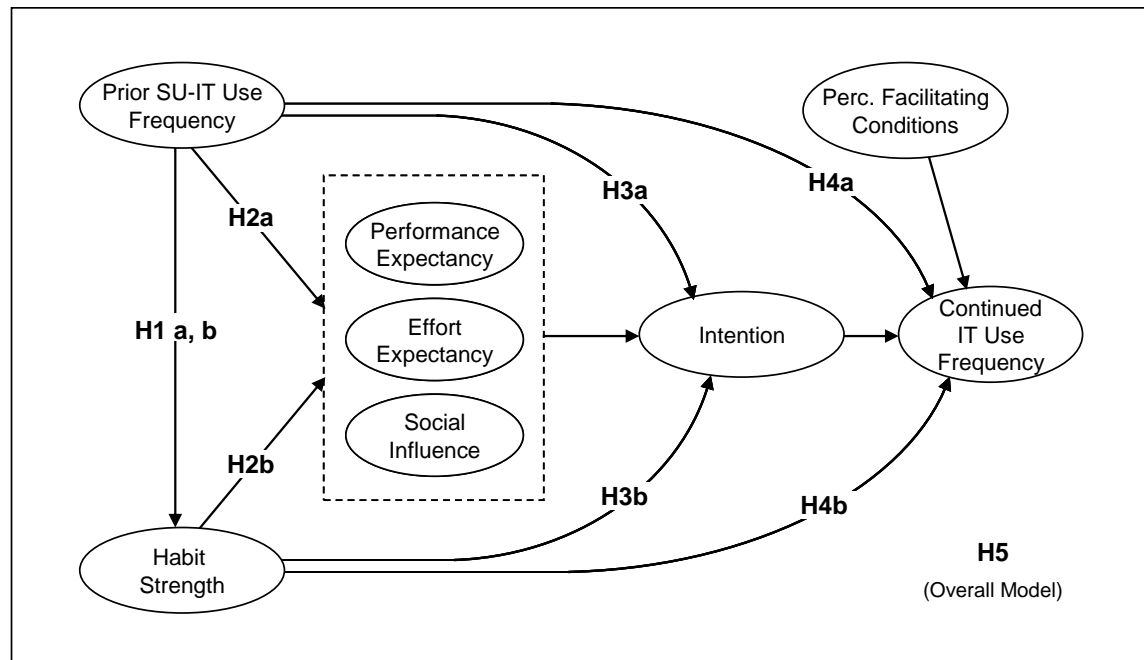 Prior SU-IT Use
Frequency
Perc. Facilitating
Conditions
H3a
H4a
H2a
Performance
Expectancy
H1 a, b
Effort
Expectancy
Intention
Continued
IT Use
Frequency
Social
Influence
H2b
H3b
H4b
Habit
Strength
H5
(Overall Model)